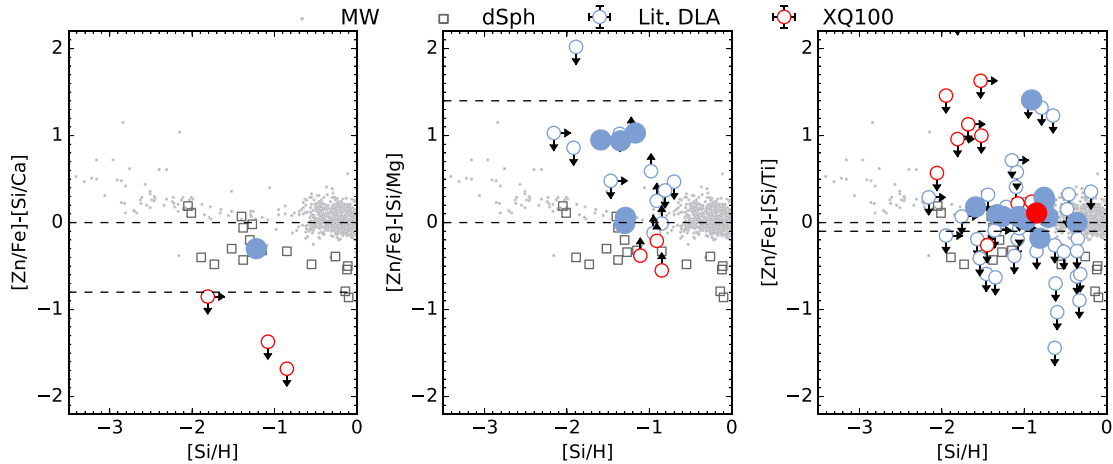 MW dSph Lit. DLA XQ100
[Zn/Fe]-[Si/Ca]
2
1
0
−1
−2
−3 −2 −1 0
[Si/H]
[Zn/Fe]-[Si/Mg]
2
1
0
−1
−2
−3 −2 −1 0
[Si/H]
[Zn/Fe]-[Si/Ti]
2
1
0
−1
−2
−3 −2 −1 0
[Si/H]